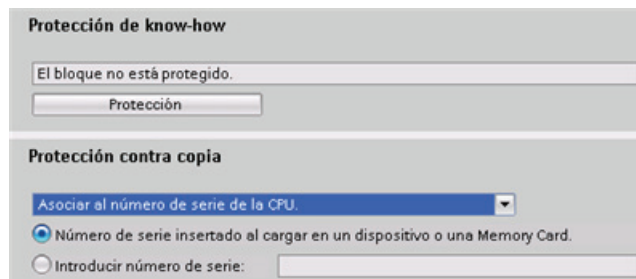 Protección de know-how
El bloque no está protegido.
Protección
Protección contra copia
Asociar al número de serie de la CPU.
Número de serie insertado al cargar en un dispositivo o una Memory Card.
Introducir número de serie: